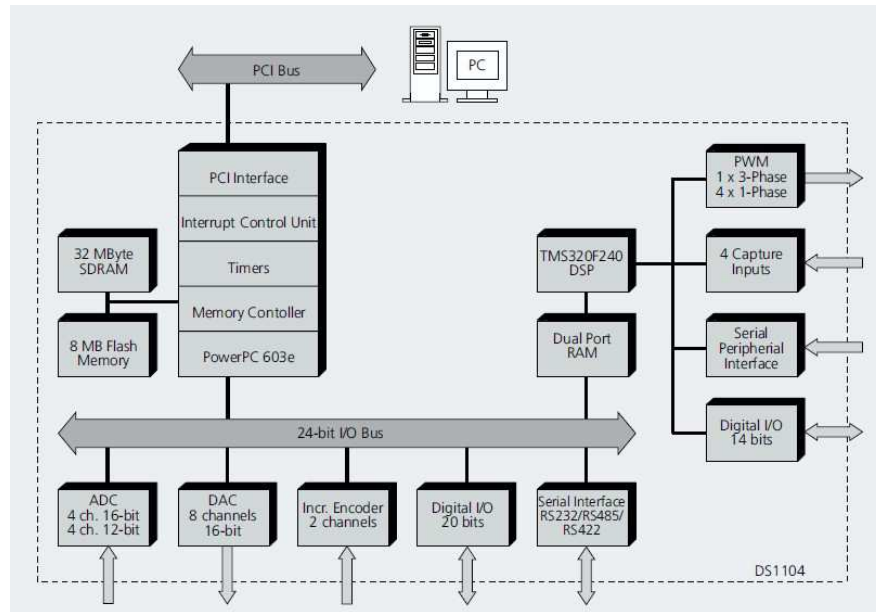 PCI Bus
PC
PCI Interface
Interrupt Control Unit
Timers
Memory Contoller
PowerPC 603e
32 MByte
SDRAM
8 MB Flash
Memory
TMS320F240
DSP
Dual Port
RAM
PWM
1 x 3-Phase
4 x 1-Phase
4 Capture
Inputs
Serial
Peripherial
Interface
Digital I/O
14 bits
24-bit I/O Bus
ADC
4 ch. 16-bit
4 ch. 12-bit
DAC
8 channels
16-bit
Incr. Encoder
2 channels
Digital I/O
20 bits
Serial Interface
RS232/RS485/
RS422
DS1104